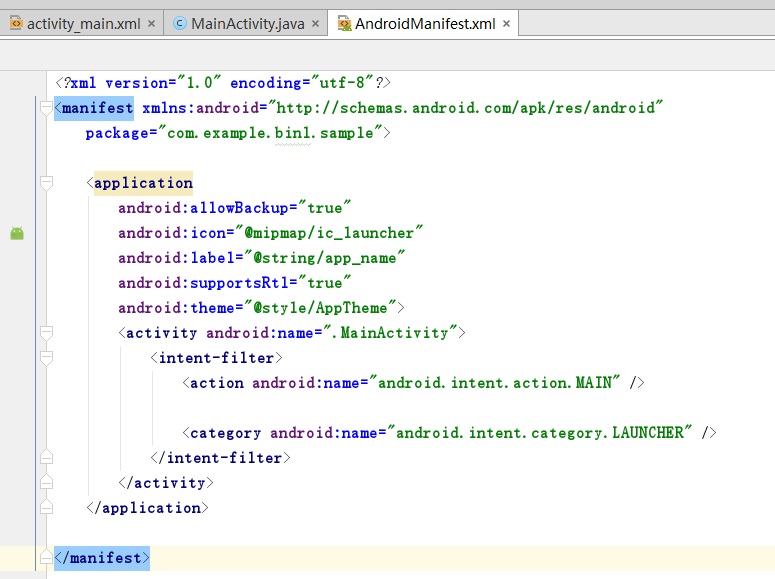 activity_main.xml × MainActivity.java × AndroidManifest.xml ×
<?xml version="1.0" encoding="utf-8"?>
<manifest xmlns:android="http://schemas.android.com/apk/res/android"
    package="com.example.binl.sample">
    <application
        android:allowBackup="true"
        android:icon="@mipmap/ic_launcher"
        android:label="@string/app_name"
        android:supportsRtl="true"
        android:theme="@style/AppTheme">
        <activity android:name=".MainActivity">
            <intent-filter>
                <action android:name="android.intent.action.MAIN" />
                <category android:name="android.intent.category.LAUNCHER" />
            </intent-filter>
        </activity>
    </application>
</manifest>